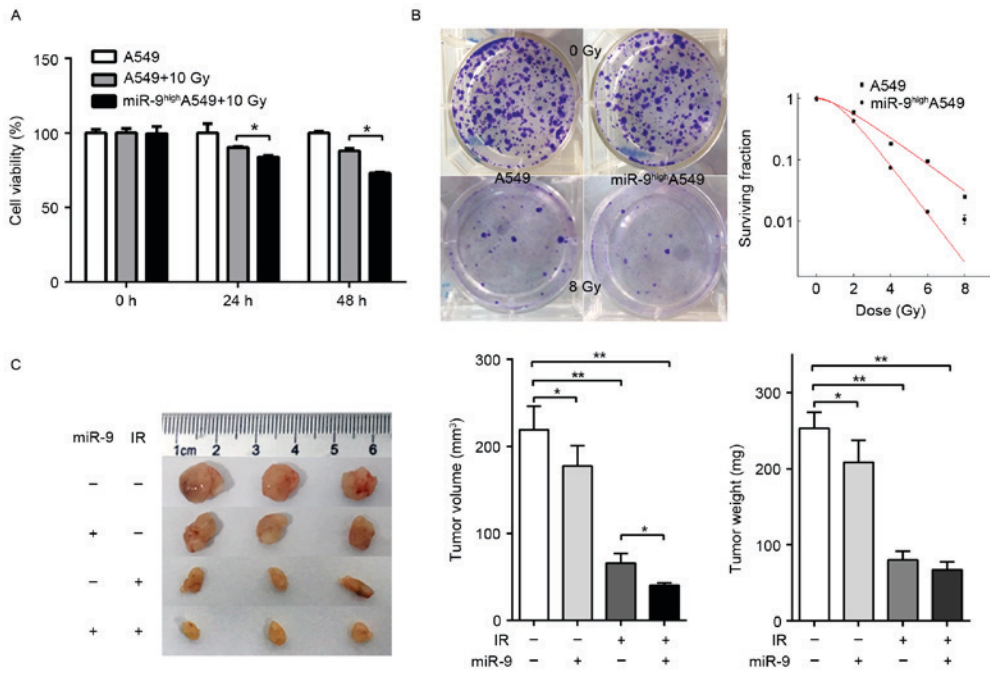 A
150
100
50
0
Cell viability (%)
A549
A549+10 Gy
miR-9highA549+10 Gy
*
*
0 h
24 h
48 h
B
0 Gy
A549
miR-9highA549
8 Gy
A549
miR-9highA549
1
0.1
0.01
Surviving fraction
0 2 4 6 8
Dose (Gy)
C
miR-9 IR
− −
+ −
− +
+ +
1cm 2 3 4 5 6
300
200
100
0
Tumor volume (mm³)
**
**
*
*
IR − − + +
miR-9 − + − +
300
200
100
0
Tumor weight (mg)
**
**
*
IR − − + +
miR-9 − + − +